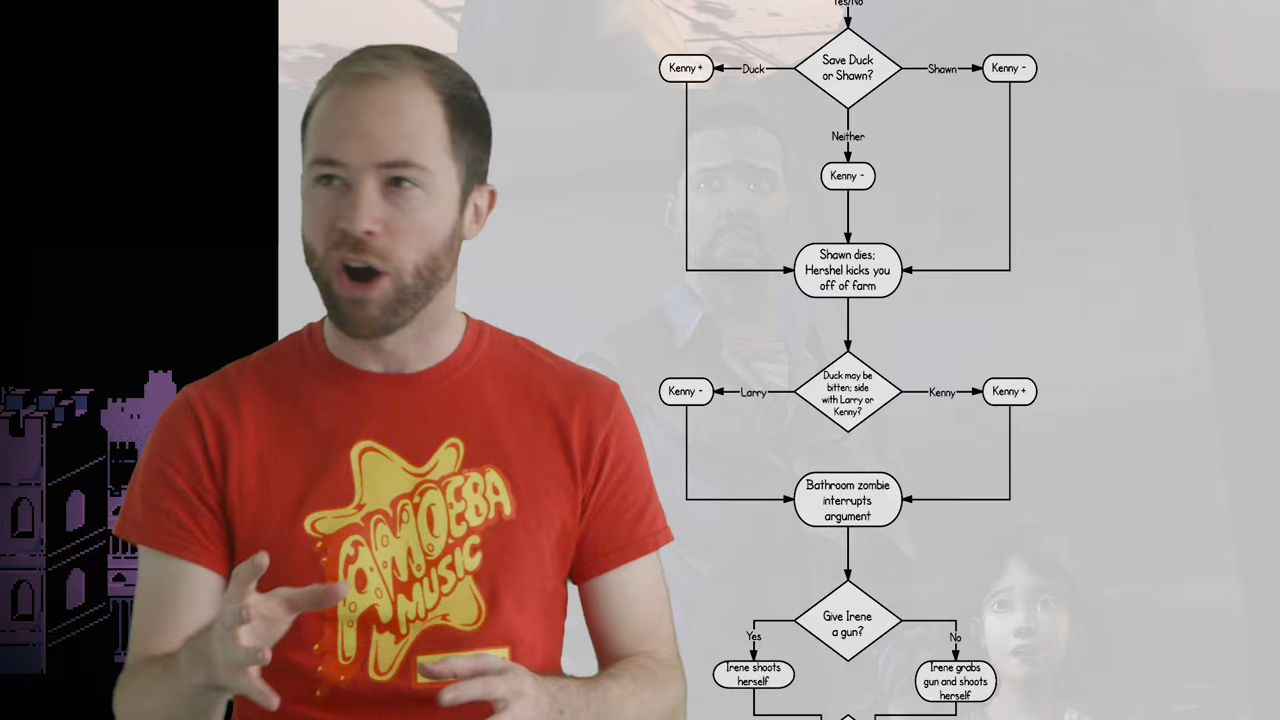 Yes/No
Save Duck
or Shawn?
Kenny +
Duck
Shawn
Kenny -
Neither
Kenny -
Shawn dies;
Hershel kicks you
off of farm
Duck may be
bitten; side
with Larry or
Kenny?
Kenny -
Larry
Kenny
Kenny +
Bathroom zombie
interrupts
argument
Give Irene
a gun?
Yes
No
Irene shoots
herself
Irene grabs
gun and shoots
herself
AMOEBA
MUSIC